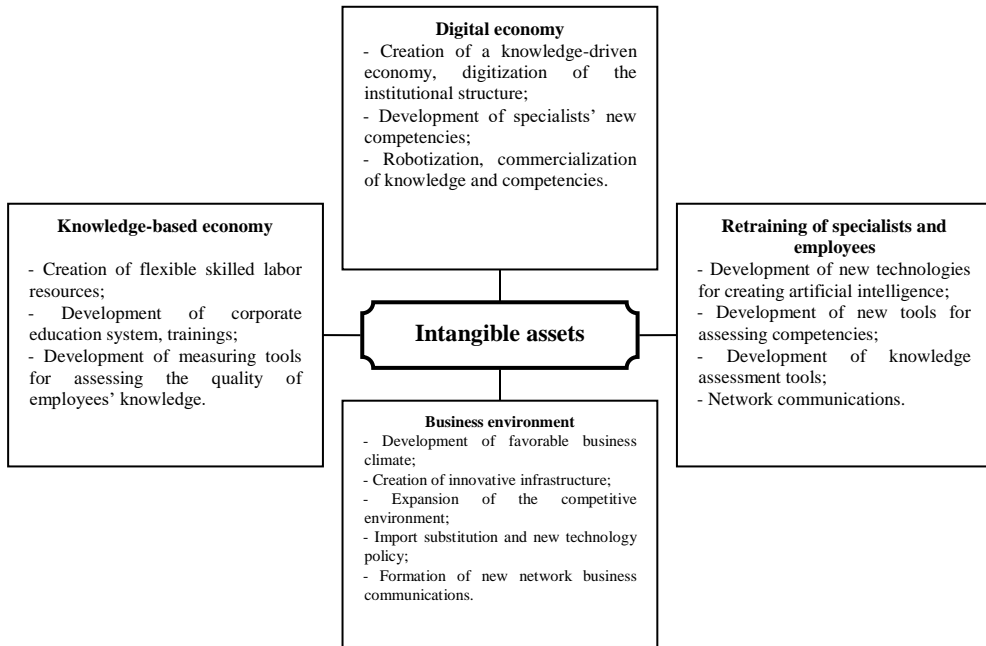 Digital economy
- Creation of a knowledge-driven
economy, digitization of the
institutional structure;
- Development of specialists’ new
competencies;
- Robotization, commercialization
of knowledge and competencies.
Knowledge-based economy
- Creation of flexible skilled labor
resources;
- Development of corporate
education system, trainings;
- Development of measuring tools
for assessing the quality of
employees’ knowledge.
Intangible assets
Retraining of specialists and
employees
- Development of new technologies
for creating artificial intelligence;
- Development of new tools for
assessing competencies;
- Development of knowledge
assessment tools;
- Network communications.
Business environment
- Development of favorable business
climate;
- Creation of innovative infrastructure;
- Expansion of the competitive
environment;
- Import substitution and new technology
policy;
- Formation of new network business
communications.